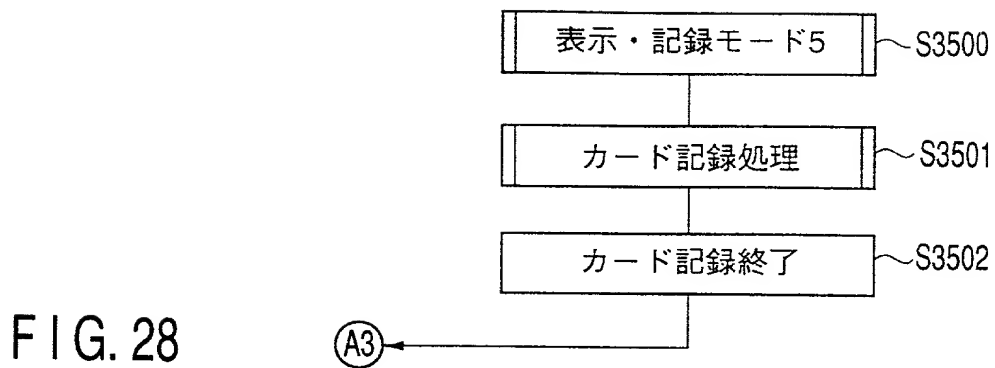 表示・記録モード5
S3500
カード記録処理
S3501
カード記録終了
S3502
FIG. 28
A3